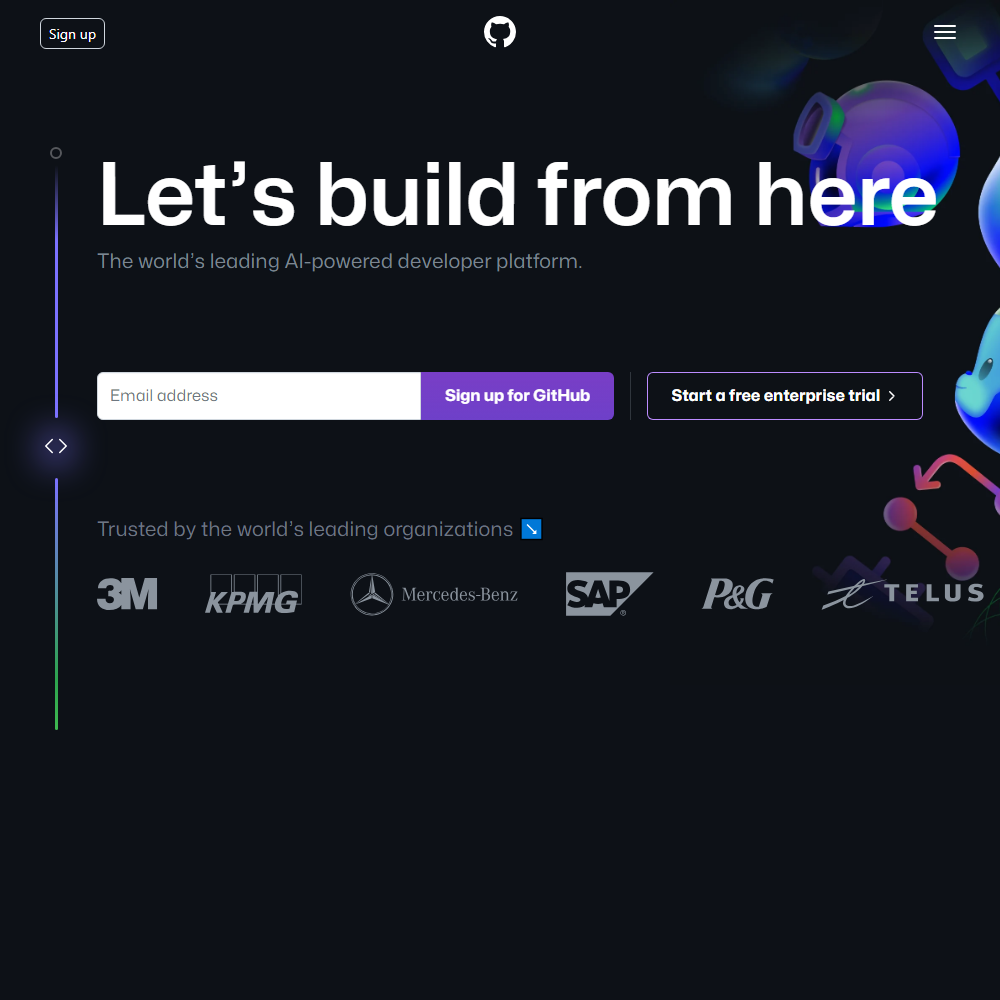 Sign up
Let’s build from here
The world’s leading AI-powered developer platform.
Email address
Sign up for GitHub
Start a free enterprise trial
Trusted by the world’s leading organizations
3M
KPMG
Mercedes-Benz
SAP®
P&G
TELUS